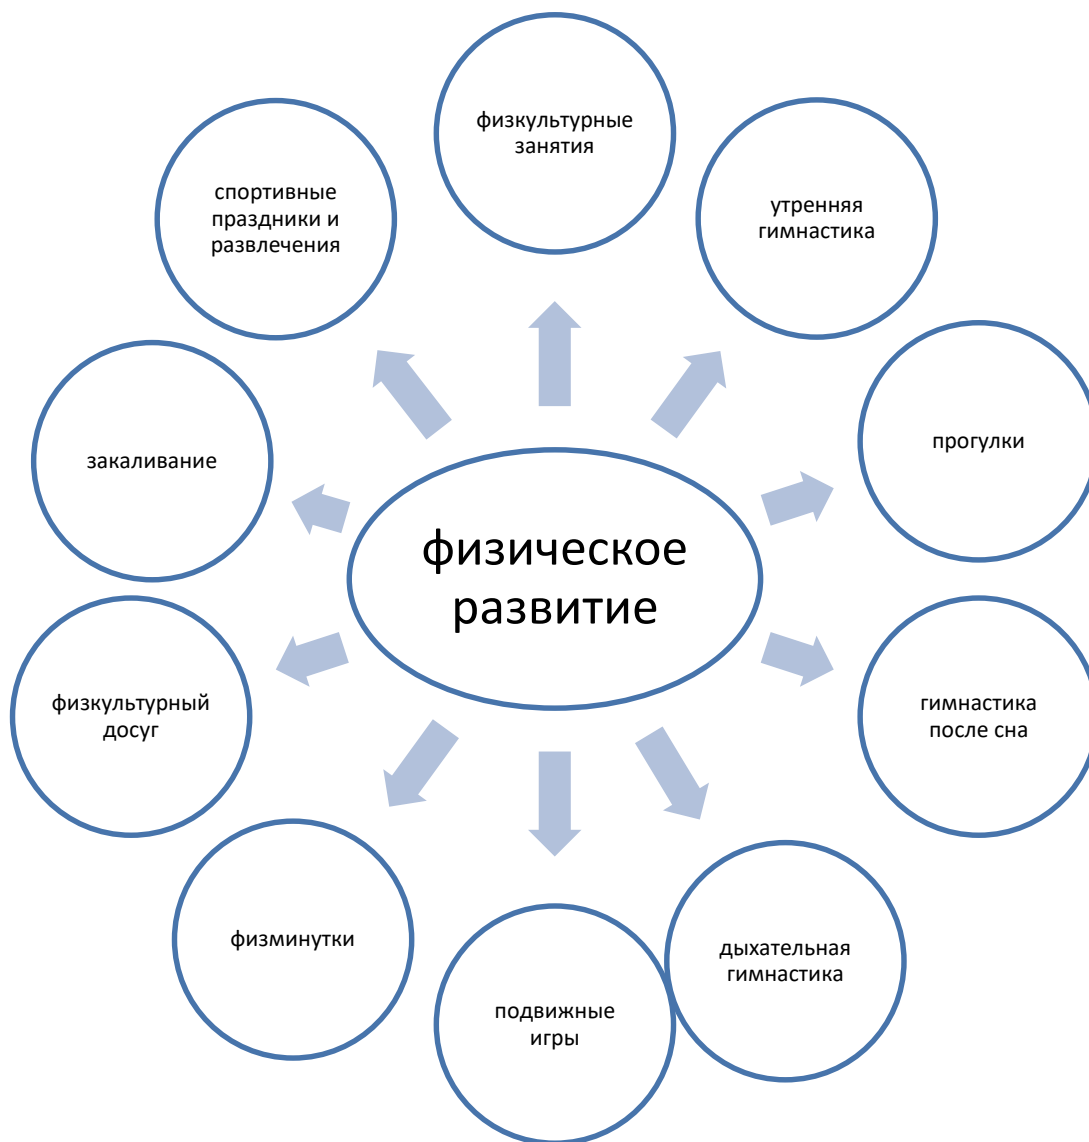 физкультурные
занятия
утренняя
гимнастика
прогулки
гимнастика
после сна
дыхательная
гимнастика
подвижные
игры
физминутки
физкультурный
досуг
закаливание
спортивные
праздники и
развлечения
физическое
развитие